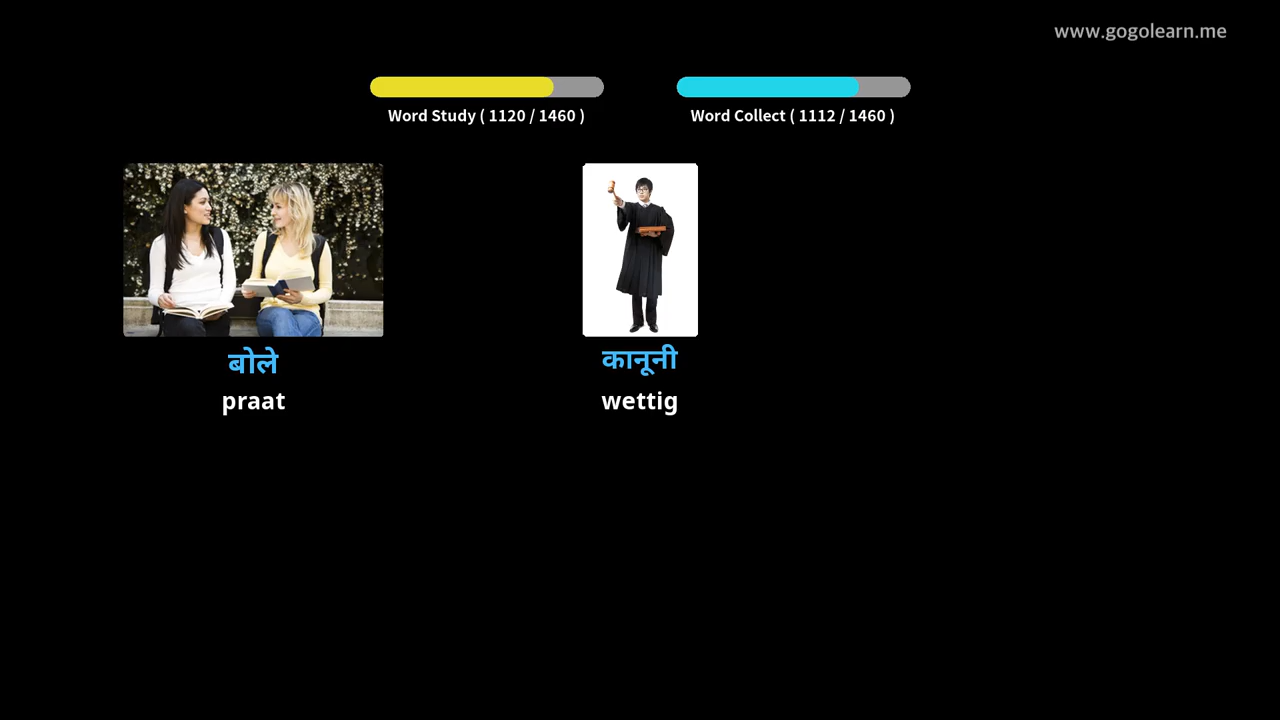 www.gogolearn.me
Word Study ( 1120 / 1460 )
Word Collect ( 1112 / 1460 )
बोले
praat
कानूनी
wettig